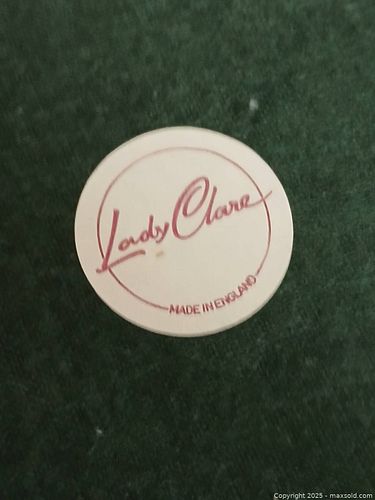 Lady Clare
MADE IN ENGLAND
Copyright 2025 - maxsold.com